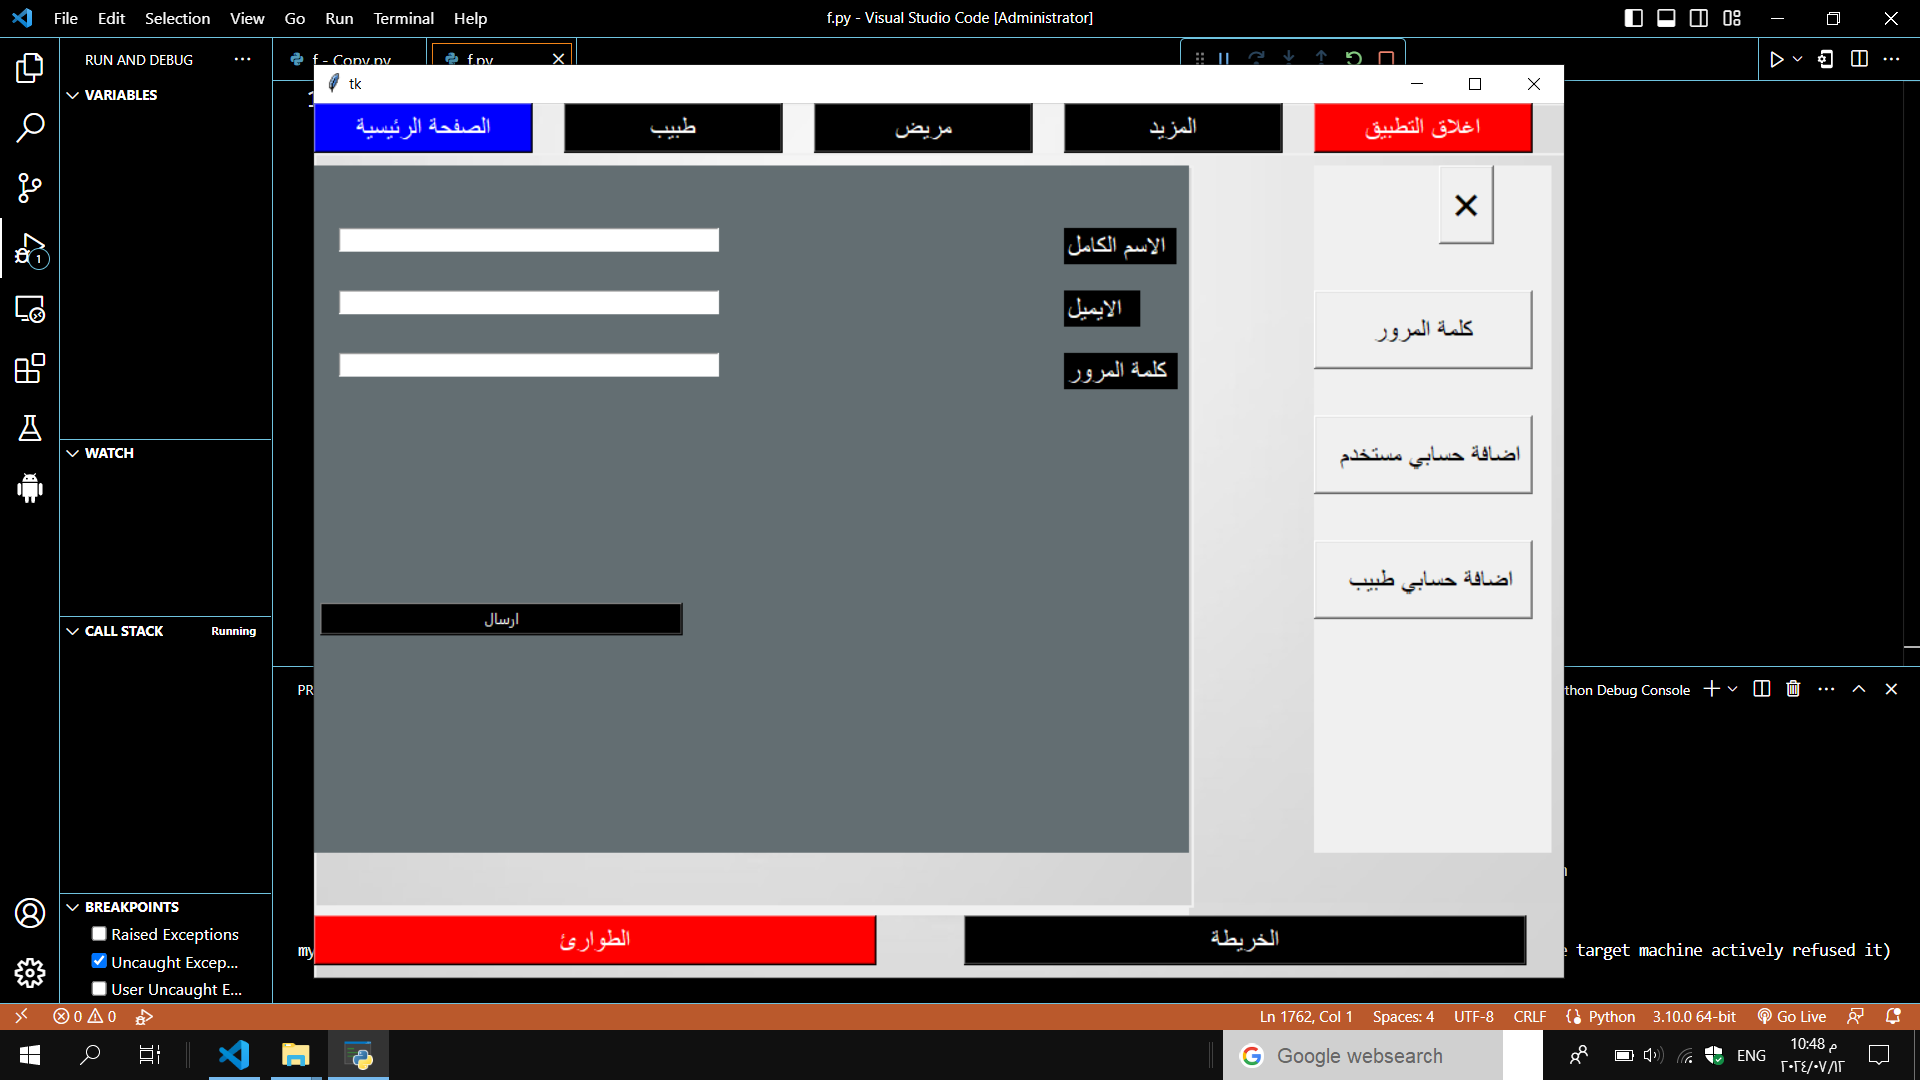 File Edit Selection View Go Run Terminal Help
f.py - Visual Studio Code [Administrator]
RUN AND DEBUG
f - Copy.py
f.py
VARIABLES
WATCH
CALL STACK
Running
BREAKPOINTS
Raised Exceptions
Uncaught Excep...
User Uncaught E...
tk
الصفحة الرئيسية
طبيب
مريض
المزيد
اغلاق التطبيق
الاسم الكامل
الايميل
كلمة المرور
ارسال
×
كلمة المرور
اضافة حسابي مستخدم
اضافة حسابي طبيب
الطوارئ
الخريطة
PR
thon Debug Console
my
target machine actively refused it)
0 0
Ln 1762, Col 1
Spaces: 4
UTF-8
CRLF
Python
3.10.0 64-bit
Go Live
Google websearch
ENG
10:48 م
٢٠٢٤/٠٧/١٢
1